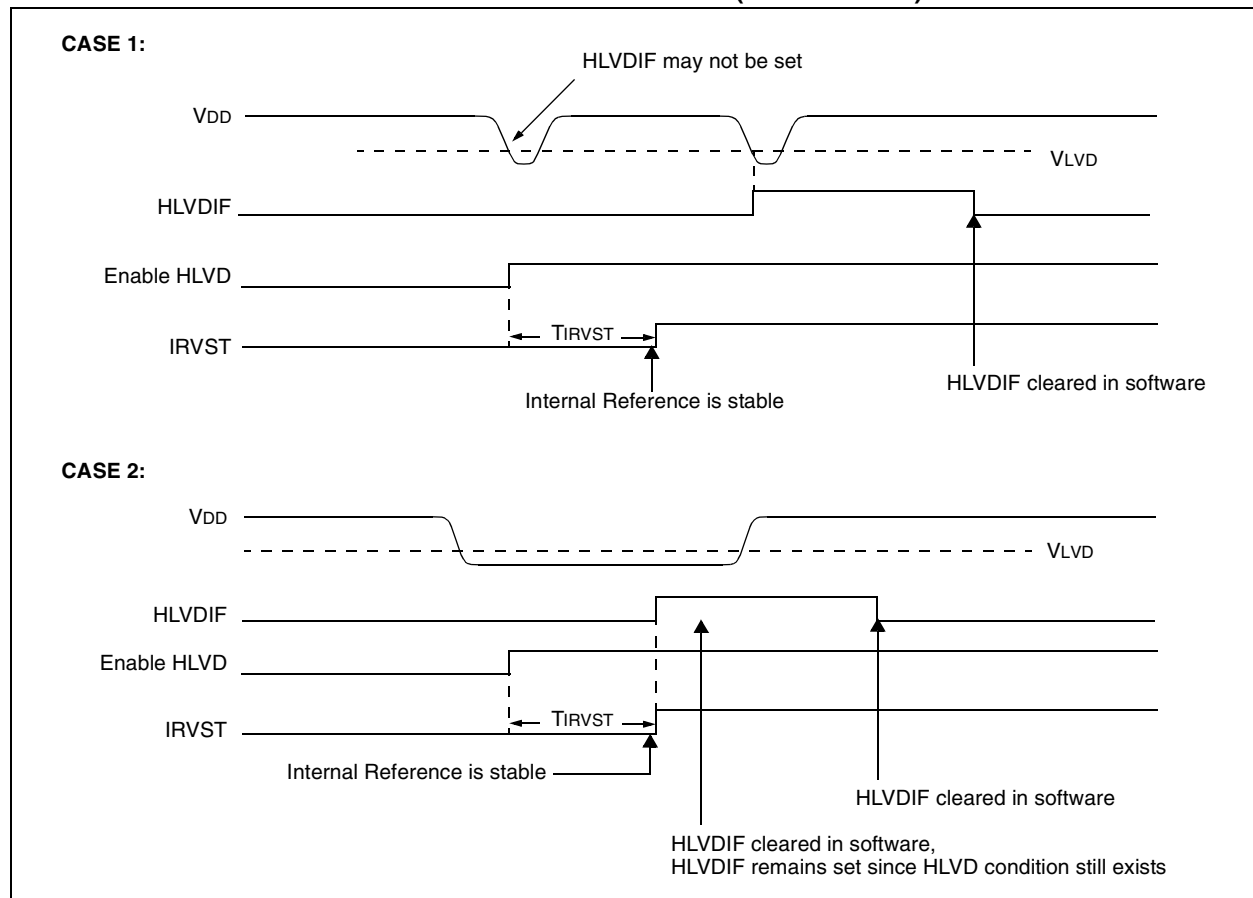 CASE 1:
HLVDIF may not be set
VDD
VLVD
HLVDIF
Enable HLVD
TIRVST
IRVST
HLVDIF cleared in software
Internal Reference is stable
CASE 2:
VDD
VLVD
HLVDIF
Enable HLVD
TIRVST
IRVST
Internal Reference is stable
HLVDIF cleared in software
HLVDIF cleared in software,
HLVDIF remains set since HLVD condition still exists